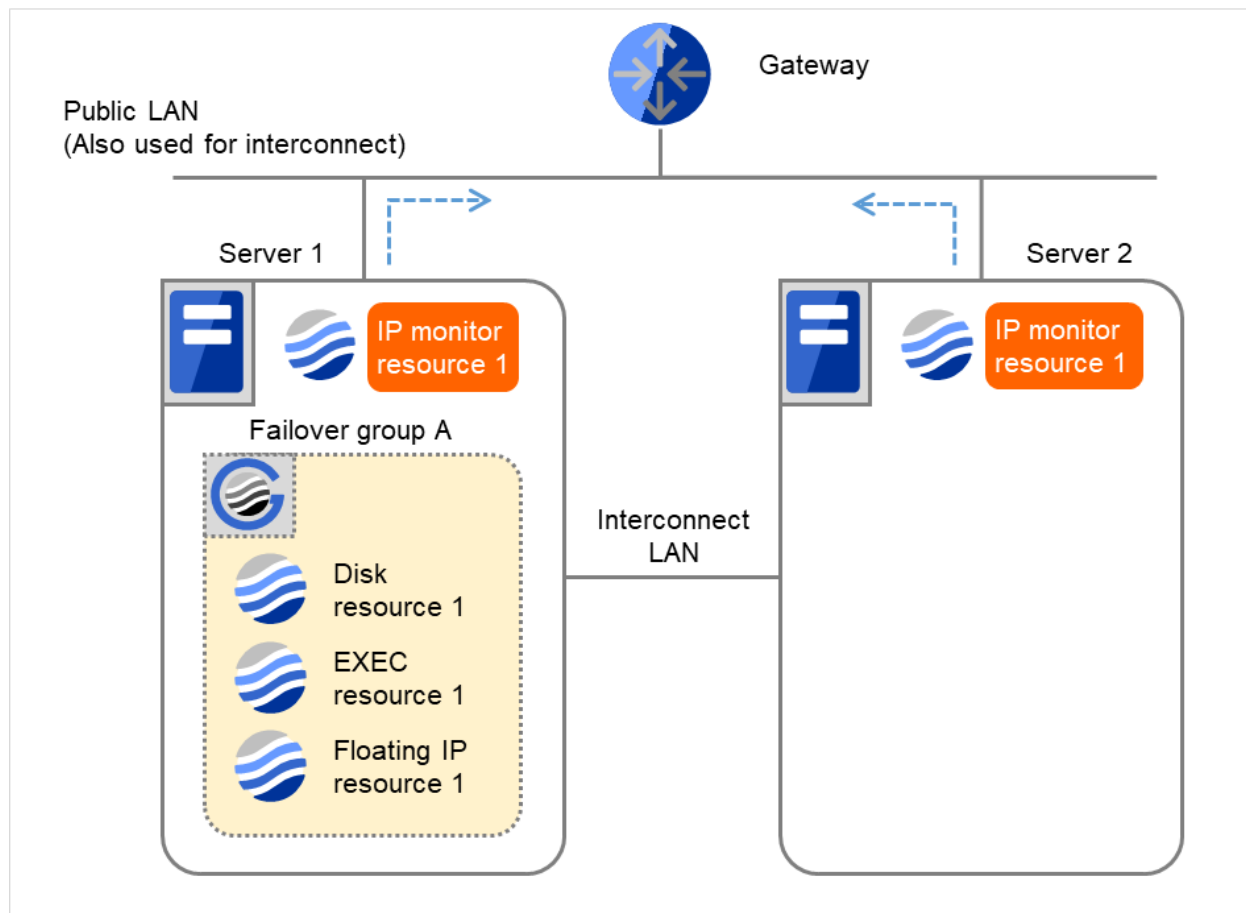 Gateway
Public LAN
(Also used for interconnect)
Server 1
Server 2
IP monitor
resource 1
IP monitor
resource 1
Failover group A
Interconnect
LAN
Disk
resource 1
EXEC
resource 1
Floating IP
resource 1